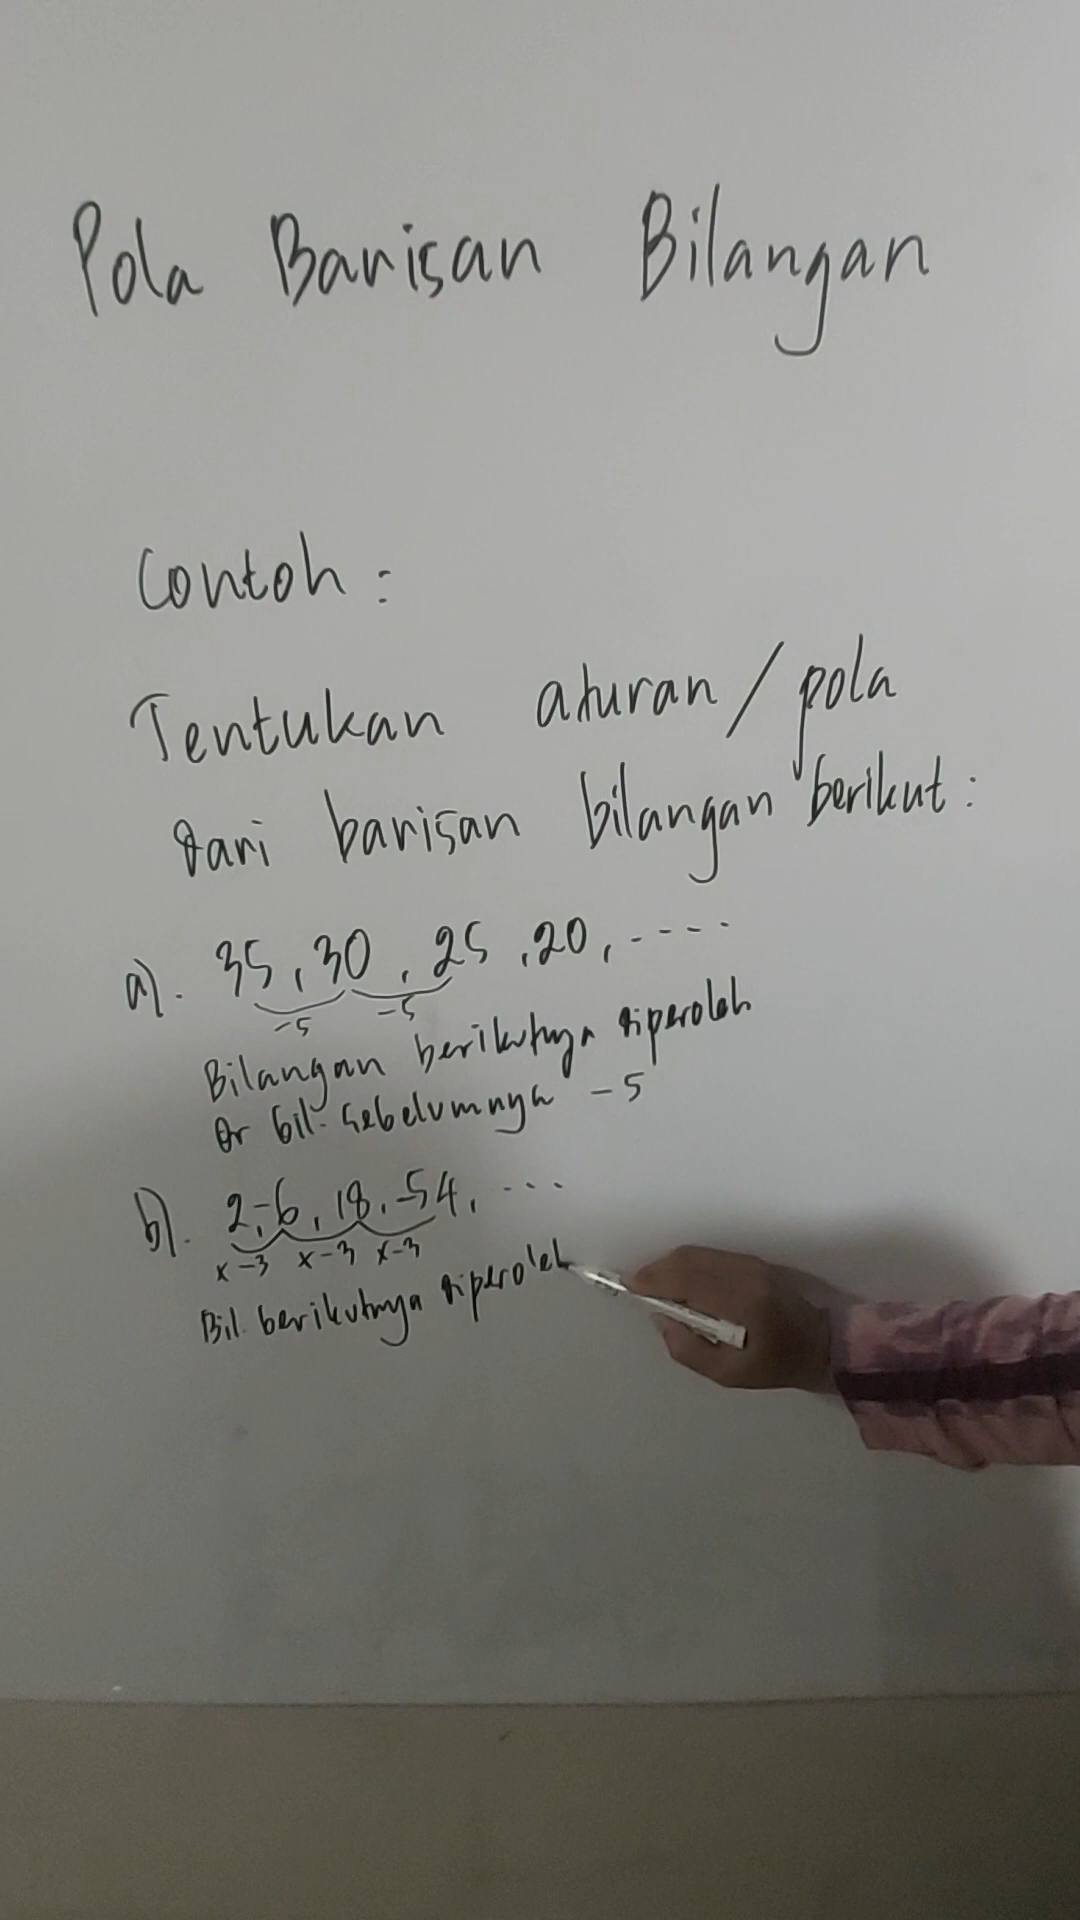 Pola Barisan Bilangan
Contoh :
Tentukan aturan / pola
dari barisan bilangan berikut :
a). 35, 30, 25, 20, ....
-5 -5
Bilangan berikutnya diperoleh
dr bil. sebelumnya -5
b). 2, -6, 18, -54, ...
x-3 x-3 x-3
Bil. berikutnya diperoleh